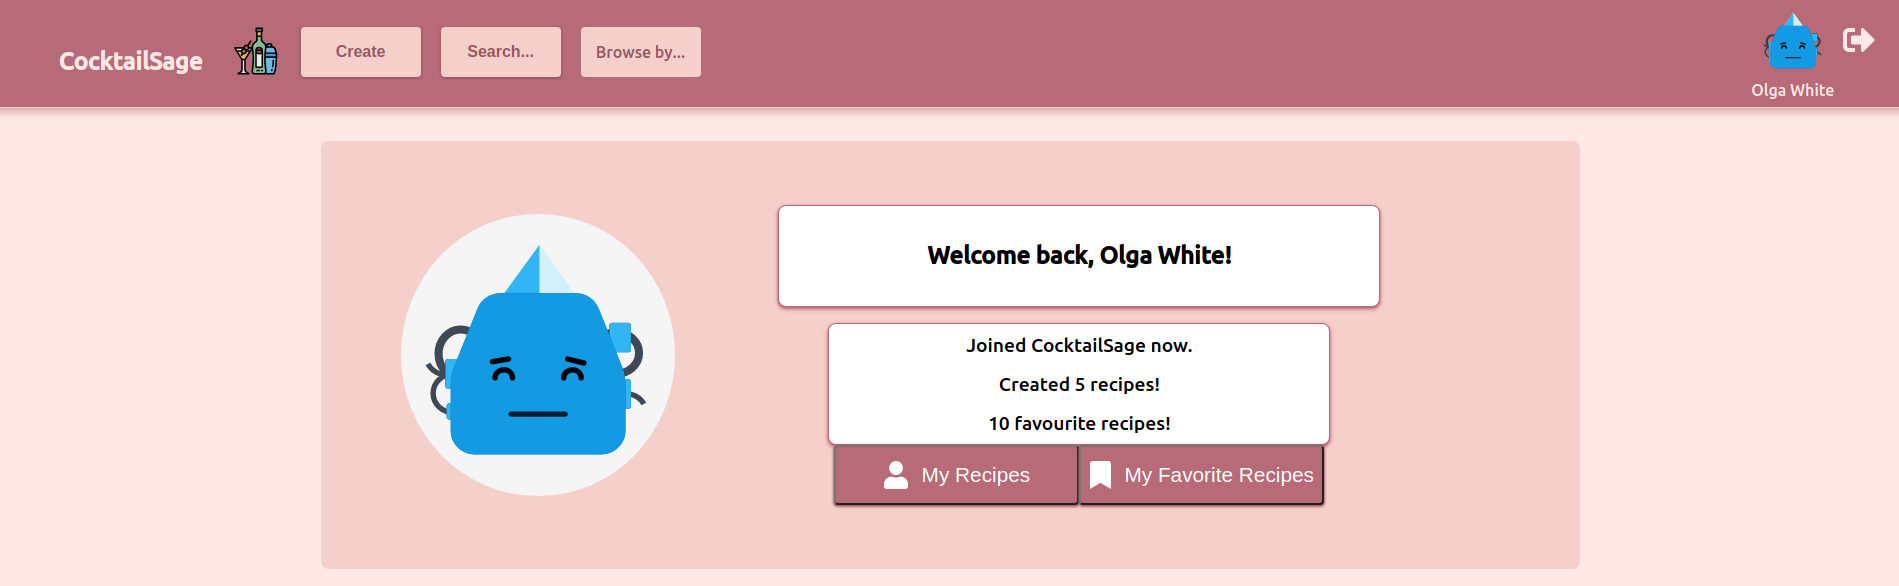 CocktailSage
Create
Search...
Browse by...
Olga White
Welcome back, Olga White!
Joined CocktailSage now.
Created 5 recipes!
10 favourite recipes!
My Recipes
My Favorite Recipes